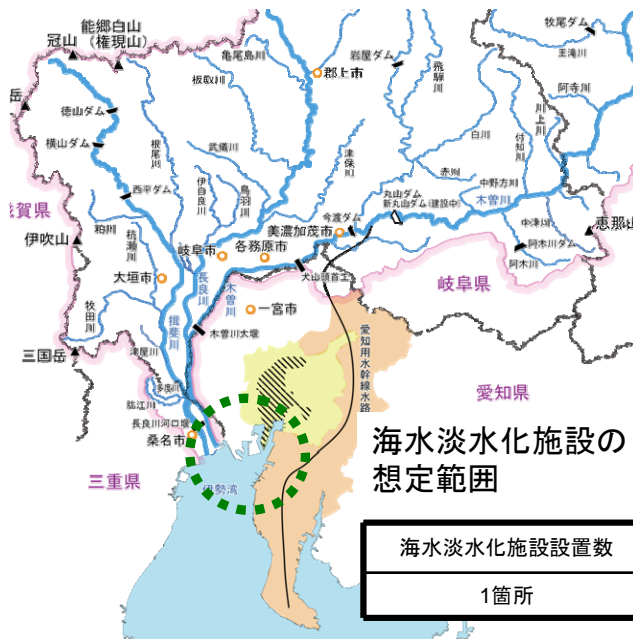 能郷白山
（権現山）
冠山
岳
亀尾島川
板取川
郡上市
岩屋ダム
飛騨川
牧尾ダム
王滝川
阿寺川
川上川
付知川
白川
徳山ダム
横山ダム
根尾川
武儀川
津保川
赤川
西平ダム
伊自良川
鳥羽川
丸山ダム
新丸山ダム（建設中）
中野方川
木曽川
滋賀県
粕川
伊吹山
杭瀬川
岐阜市
各務原市
美濃加茂市
今渡ダム
中津川
阿木川ダム
阿木川
恵那山
大垣市
長良川
木曽川
犬山頭首工
岐阜県
牧田川
揖斐川
一宮市
愛知用水幹線水路
三国岳
津屋川
木曽川大堰
多度川
肱江川
長良川河口堰
桑名市
愛知県
三重県
伊勢湾
海水淡水化施設の
想定範囲
海水淡水化施設設置数
1箇所